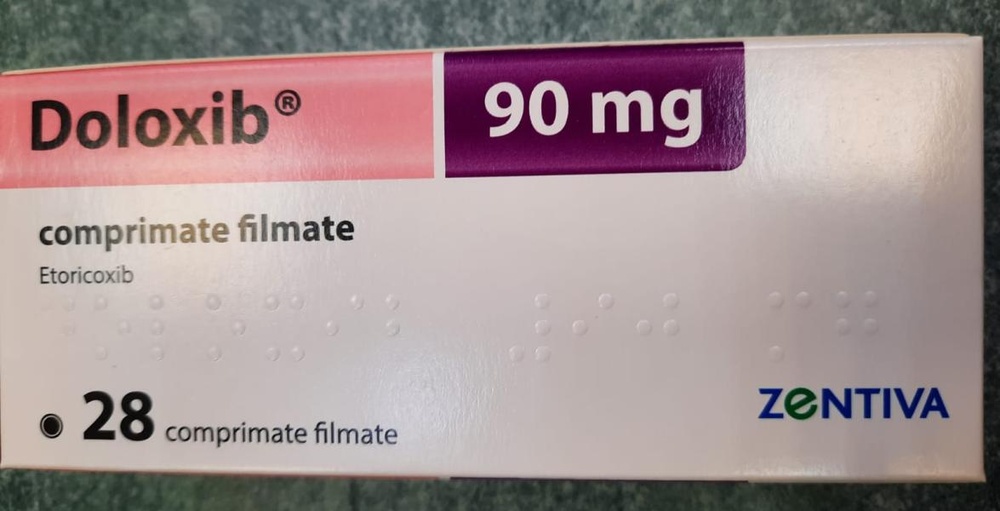 Doloxib®
90 mg
comprimate filmate
Etoricoxib
28 comprimate filmate
ZENTIVA